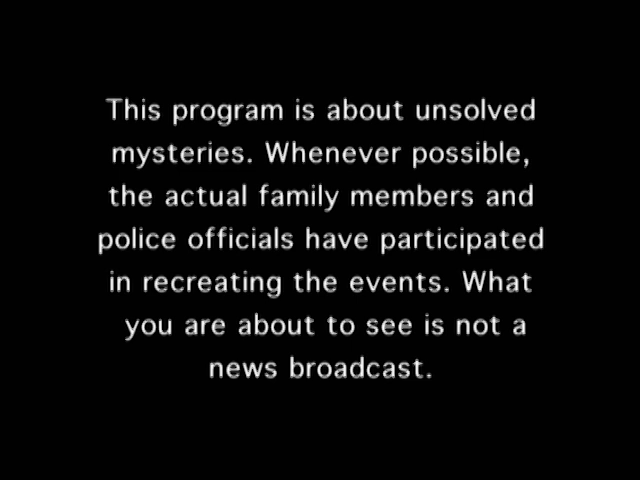 This program is about unsolved
mysteries. Whenever possible,
the actual family members and
police officials have participated
in recreating the events. What
you are about to see is not a
news broadcast.